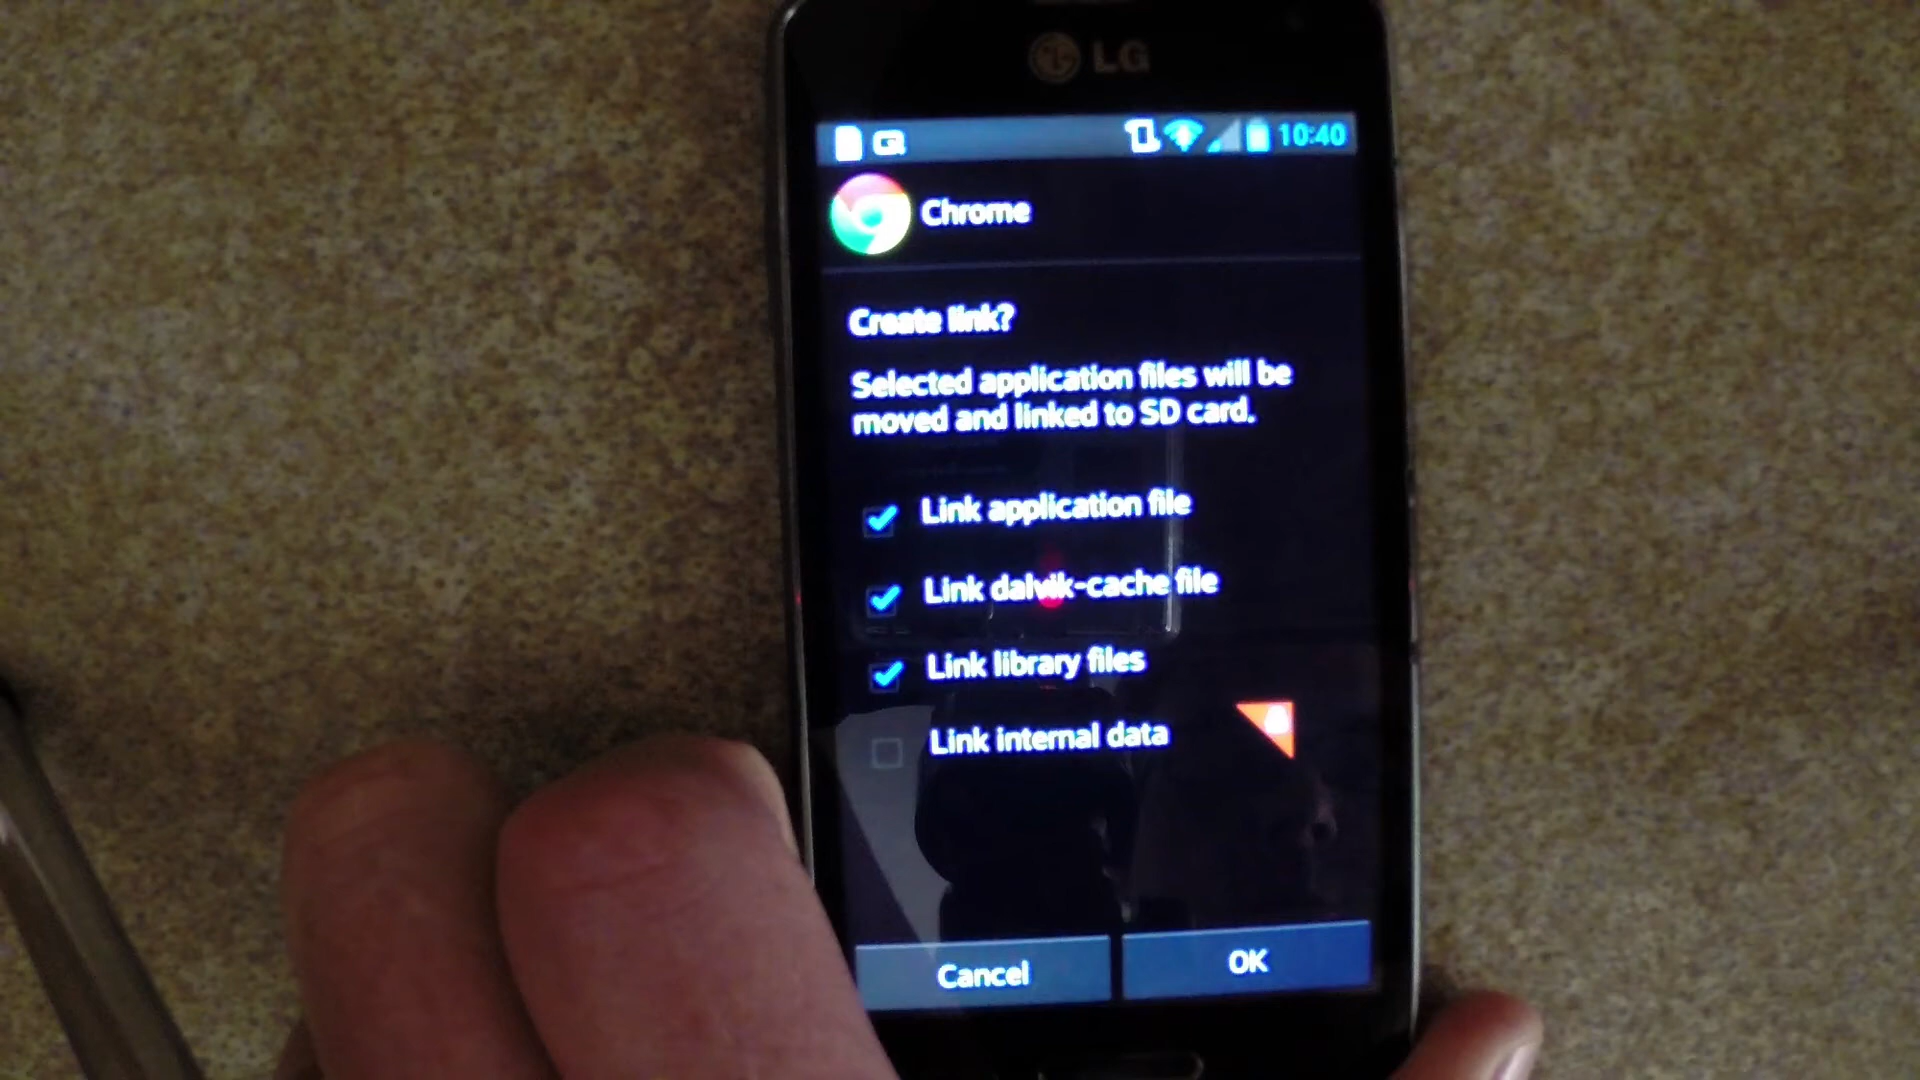 LG
10:40
Chrome
Create link?
Selected application files will be
moved and linked to SD card.
Link application file
Link dalvik-cache file
Link library files
Link internal data
Cancel
OK